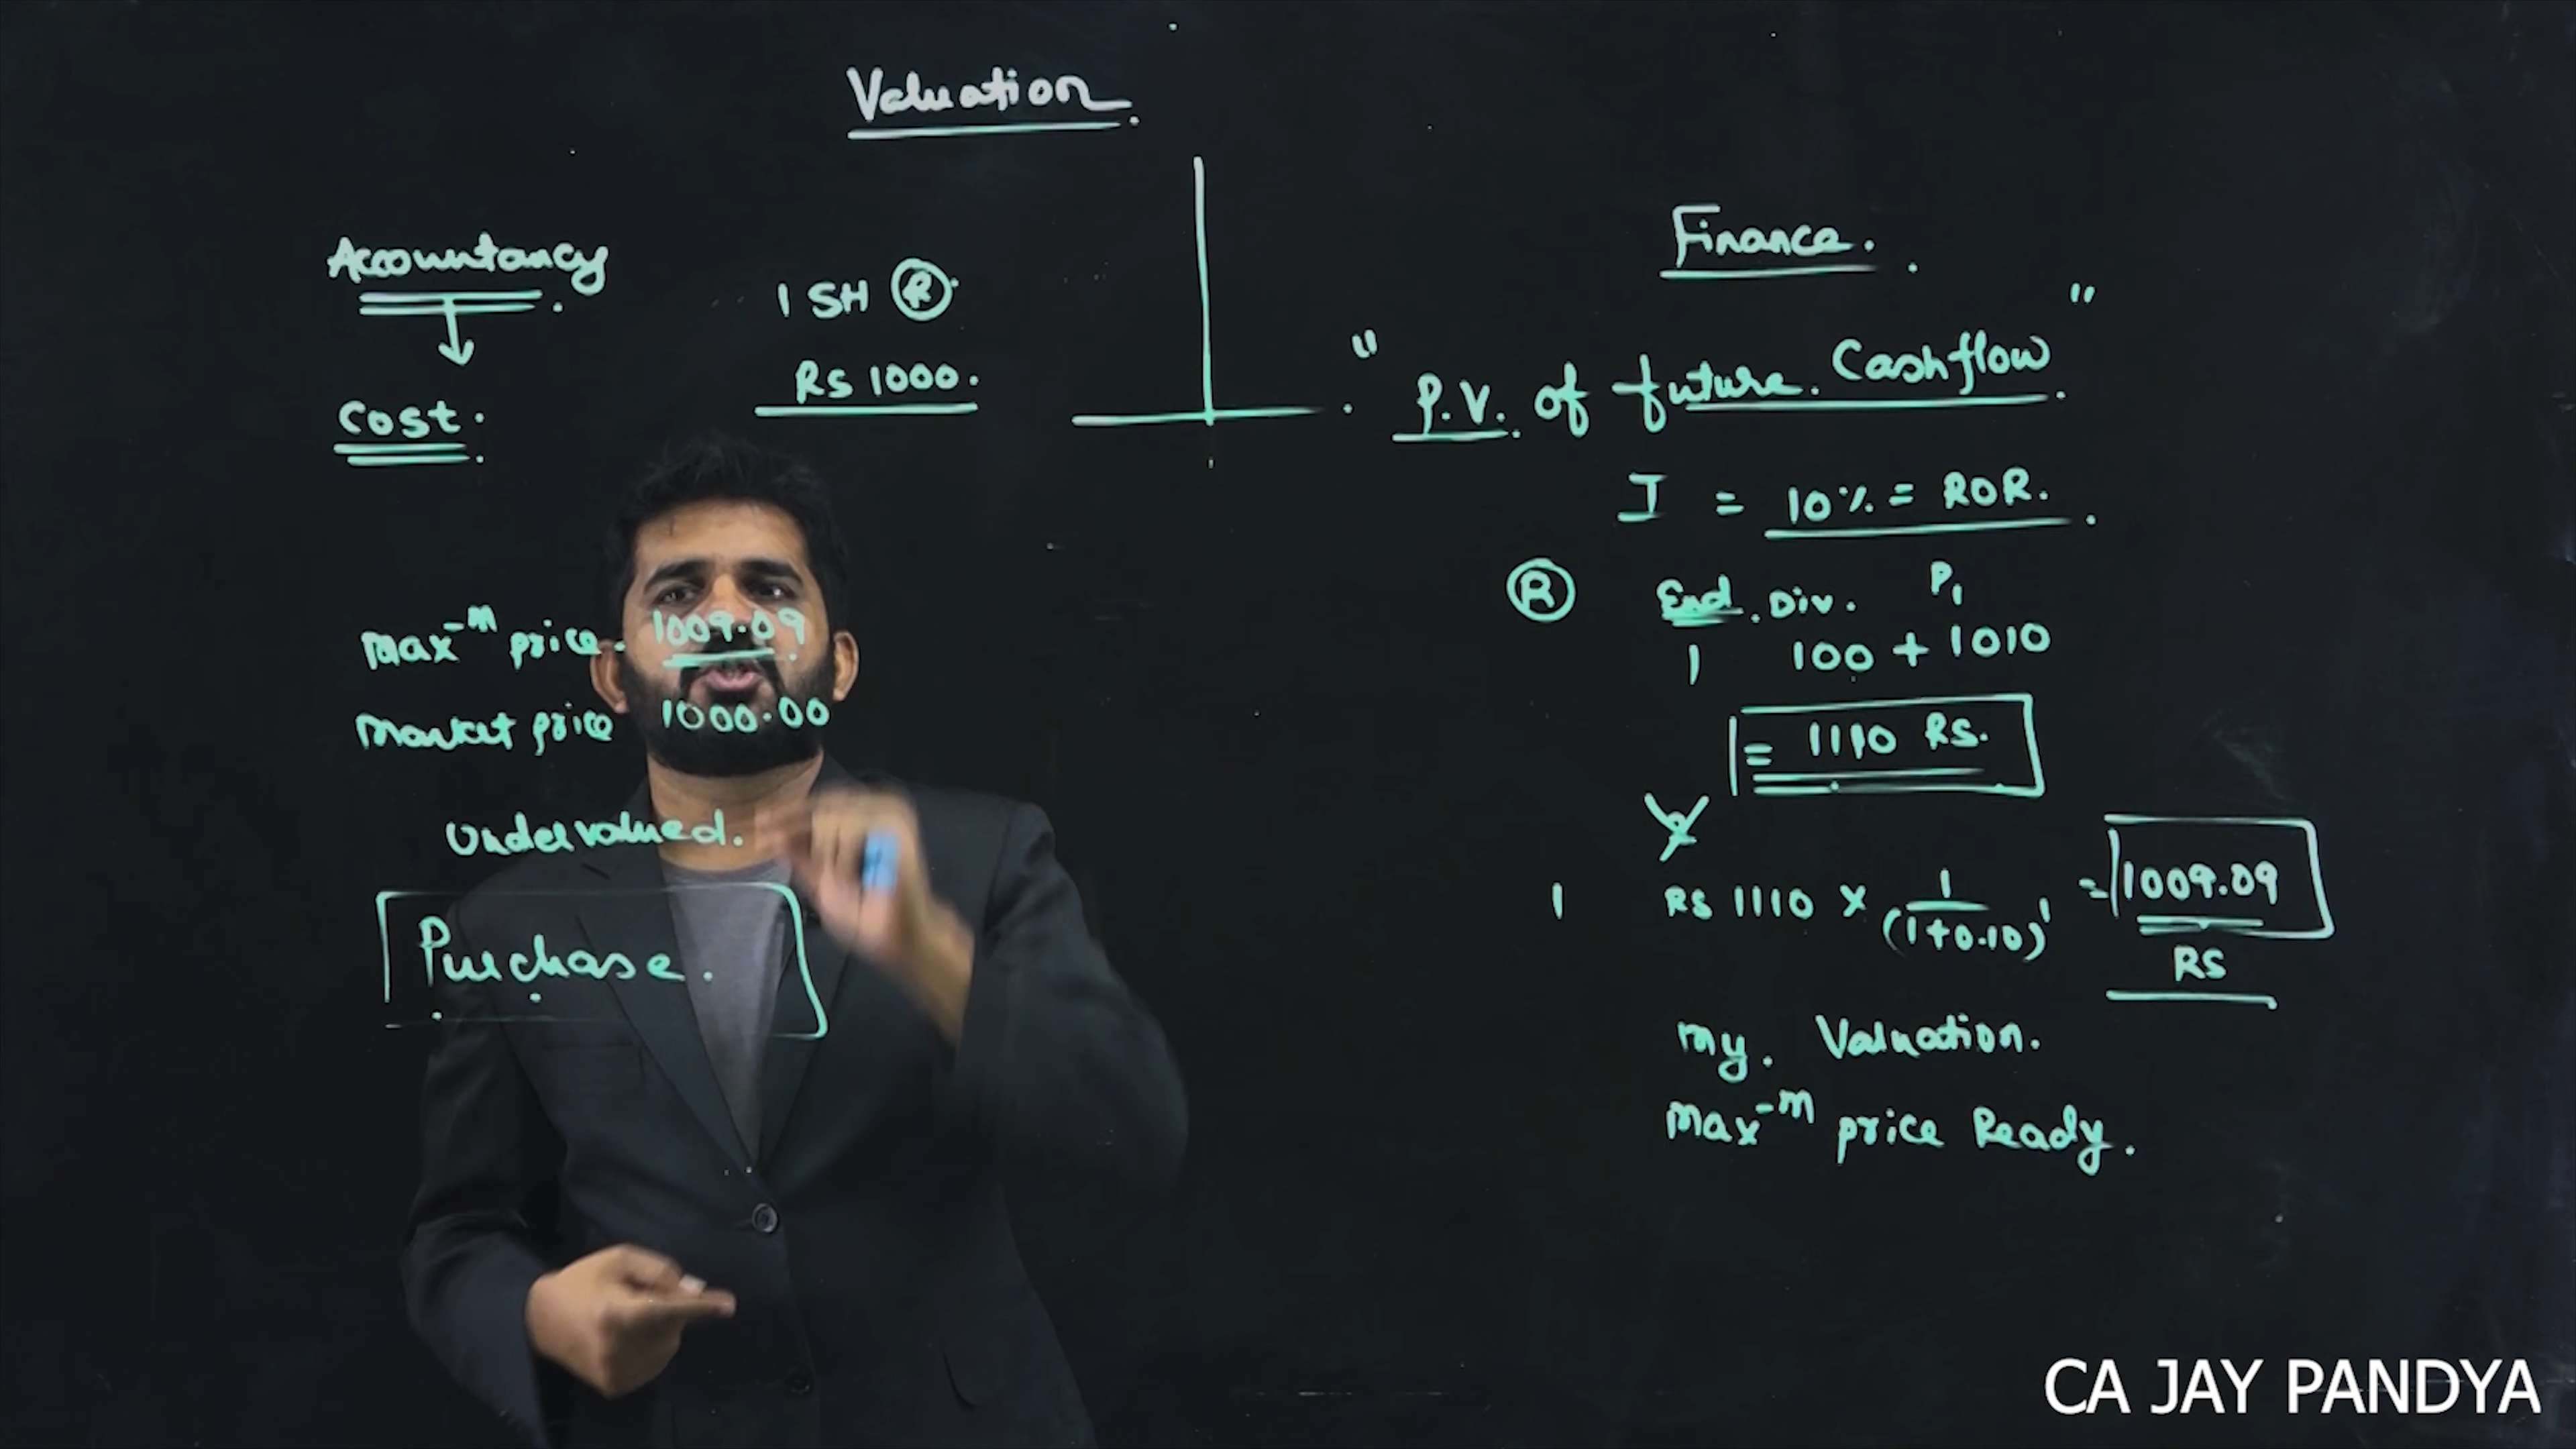 Valuation.
Accountancy
Cost.
1 SH Ⓡ.
Rs 1000.
Max-m price. 1009.09
Market price 1000.00
Undervalued.
Purchase.
Finance.
" P.V. of future. Cashflow "
I = 10% = ROR.
Ⓡ End. Div. P1
1 100 + 1010
= 1110 RS.
1 RS 1110 × 1/(1+0.10)^1 = 1009.09
RS
My. Valuation.
Max-m price Ready.
CA JAY PANDYA